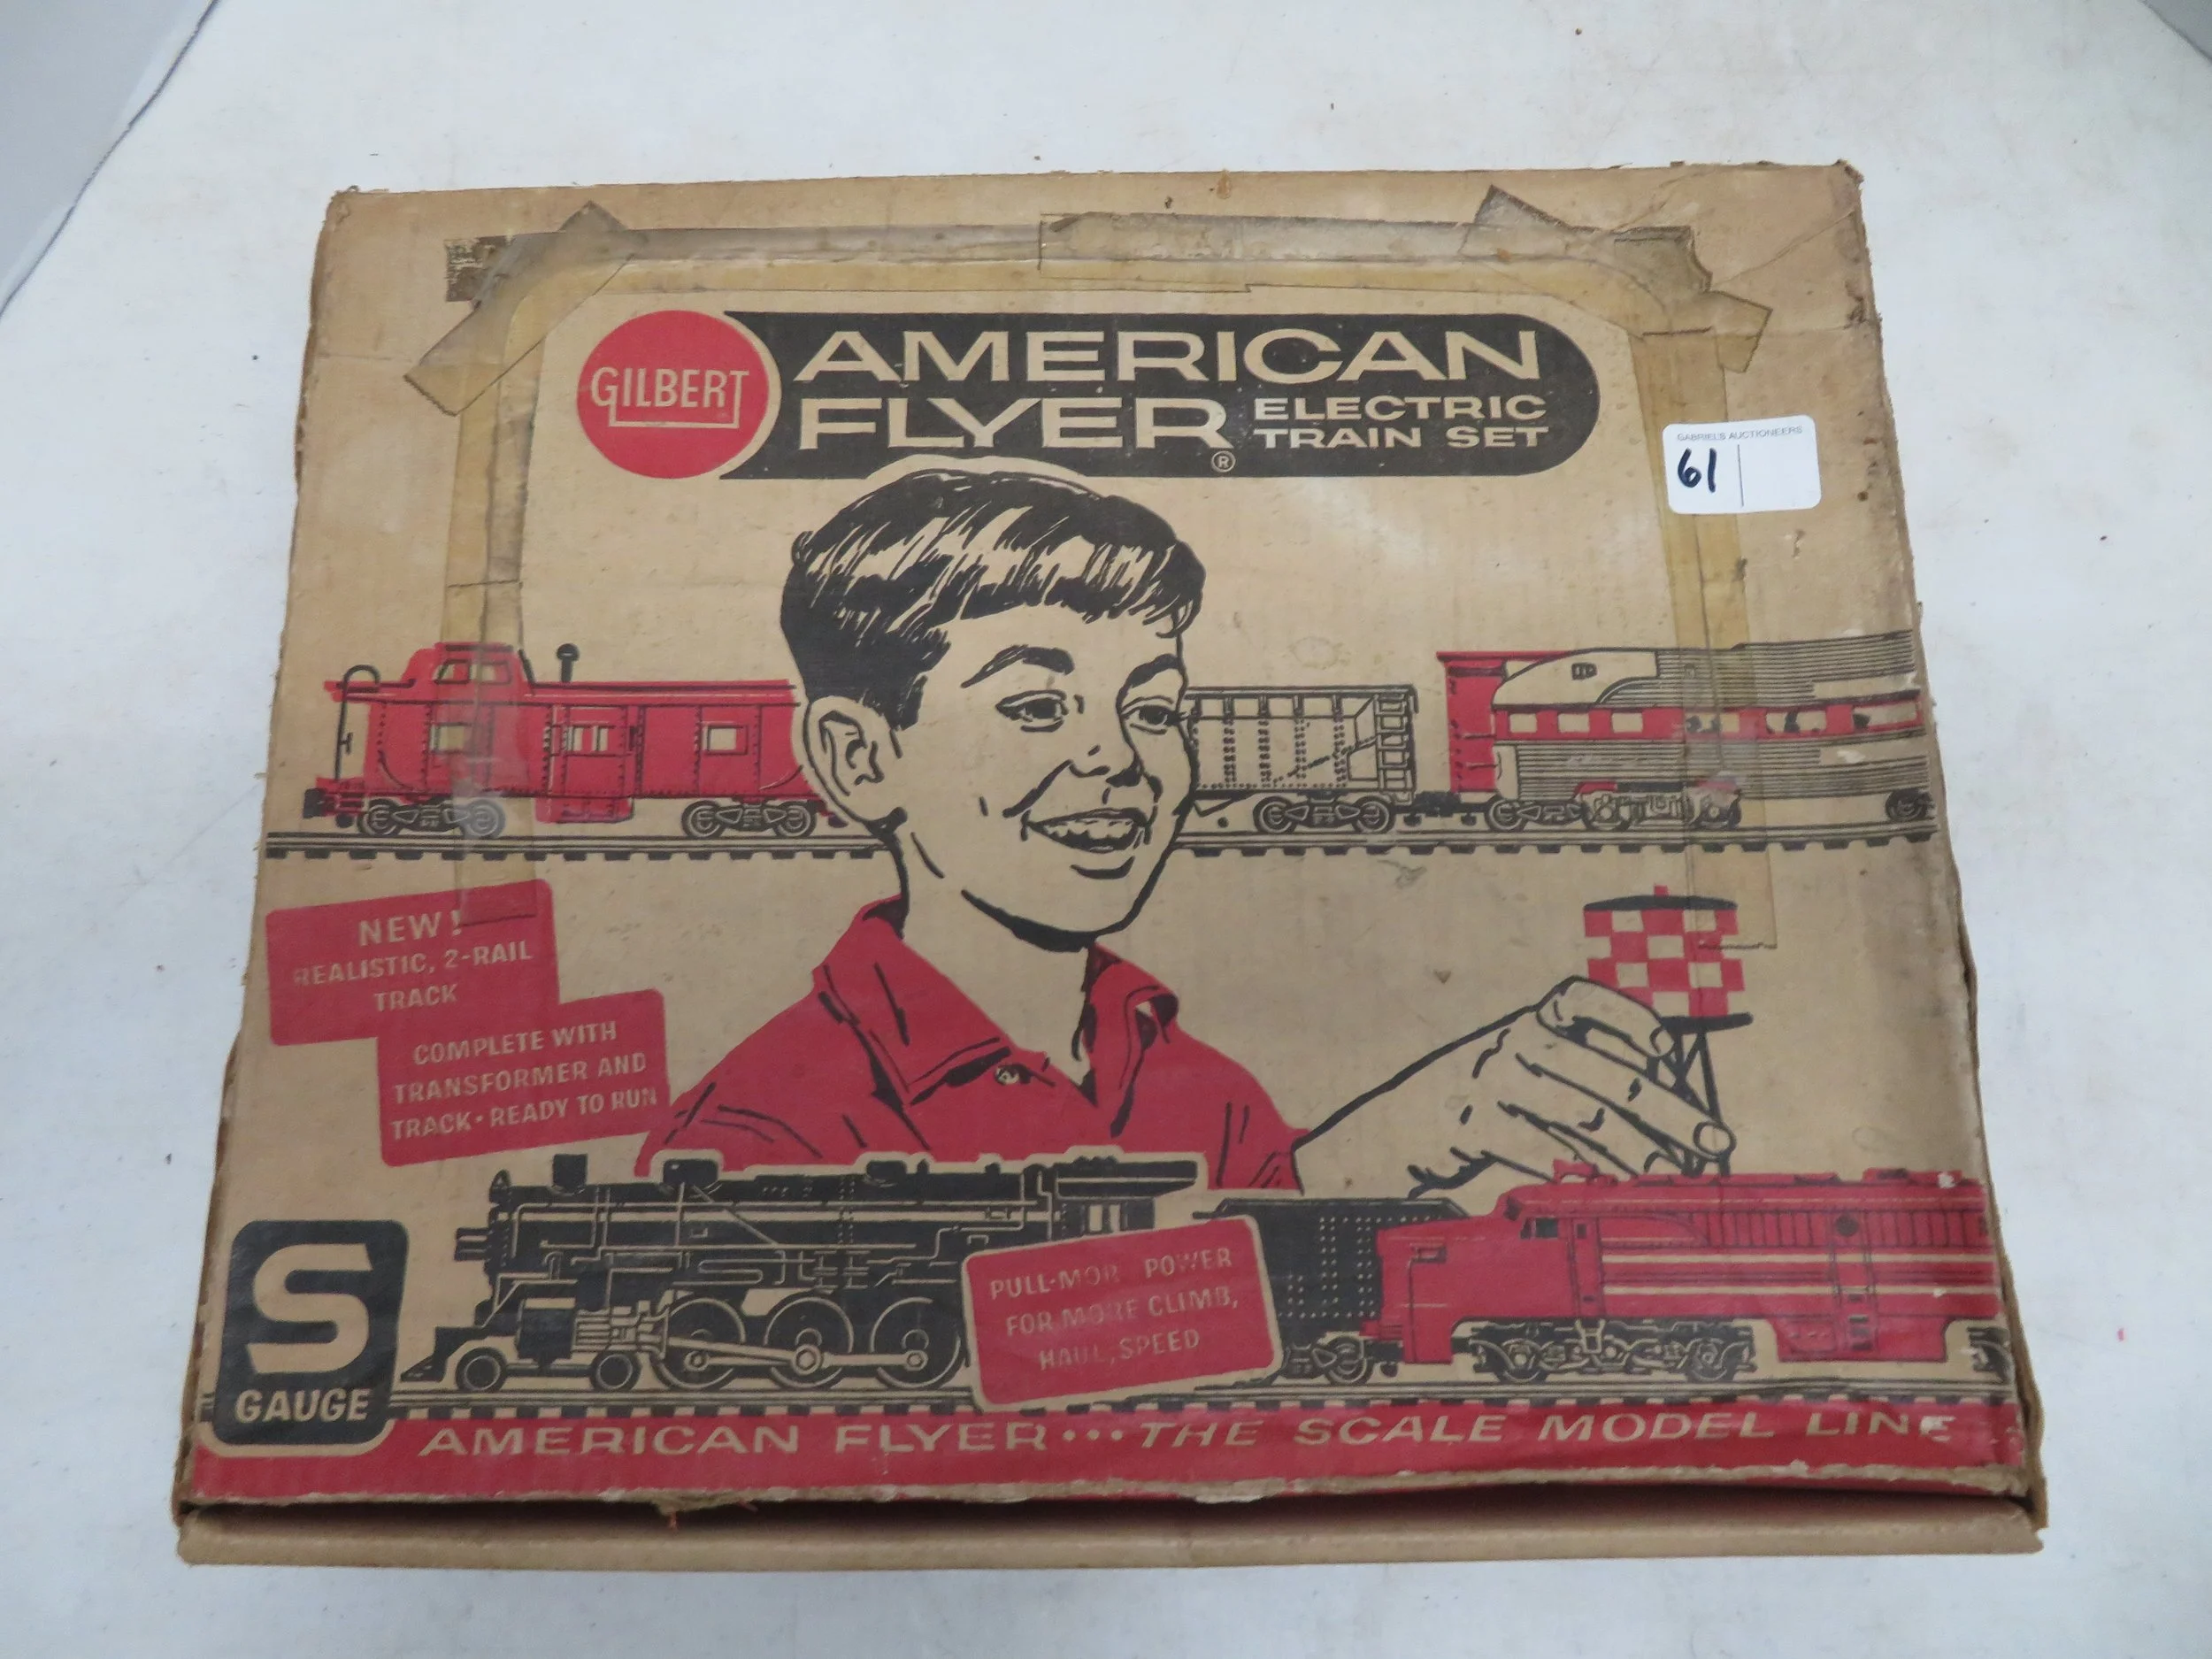 GILBERT
AMERICAN
FLYER ELECTRIC
TRAIN SET
®
GABRIEL'S AUCTIONEERS
61
NEW!
REALISTIC, 2-RAIL
TRACK
COMPLETE WITH
TRANSFORMER AND
TRACK • READY TO RUN
PULL-MOR POWER
FOR MORE CLIMB,
HAUL, SPEED
S
GAUGE
AMERICAN FLYER•••THE SCALE MODEL LINE